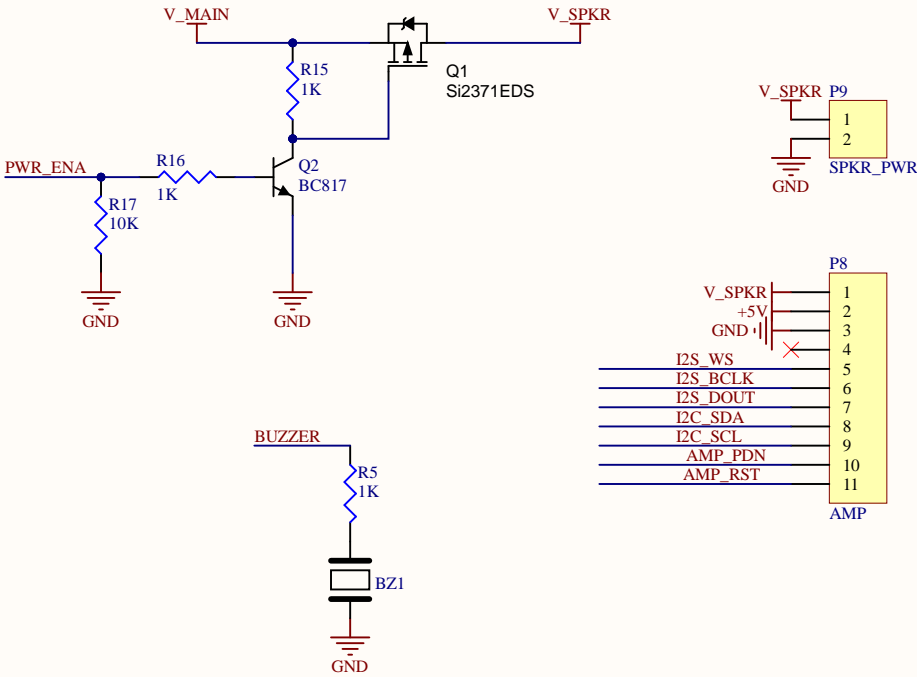 V_MAIN
V_SPKR
R15
1K
Q1
Si2371EDS
PWR_ENA
R16
1K
Q2
BC817
R17
10K
GND
GND
V_SPKR
P9
1
2
GND
SPKR_PWR
P8
V_SPKR
1
+5V
2
GND
3
4
I2S_WS
5
I2S_BCLK
6
I2S_DOUT
7
I2C_SDA
8
I2C_SCL
9
AMP_PDN
10
AMP_RST
11
AMP
BUZZER
R5
1K
BZ1
GND